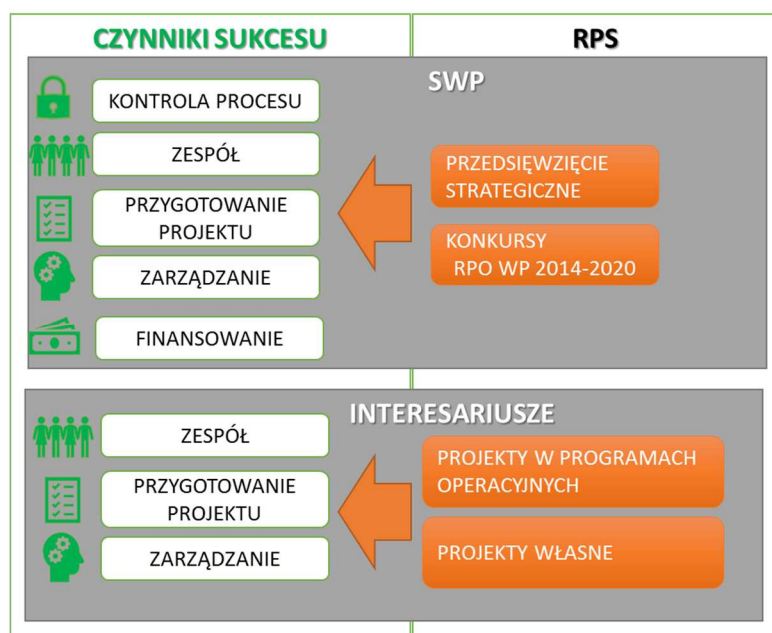 CZYNNIKI SUKCESU
RPS
SWP
KONTROLA PROCESU
ZESPÓŁ
PRZYGOTOWANIE
PROJEKTU
ZARZĄDZANIE
FINANSOWANIE
PRZEDSIĘWZIĘCIE
STRATEGICZNE
KONKURSY
RPO WP 2014-2020
INTERESARIUSZE
ZESPÓŁ
PRZYGOTOWANIE
PROJEKTU
ZARZĄDZANIE
PROJEKTY W PROGRAMACH
OPERACYJNYCH
PROJEKTY WŁASNE